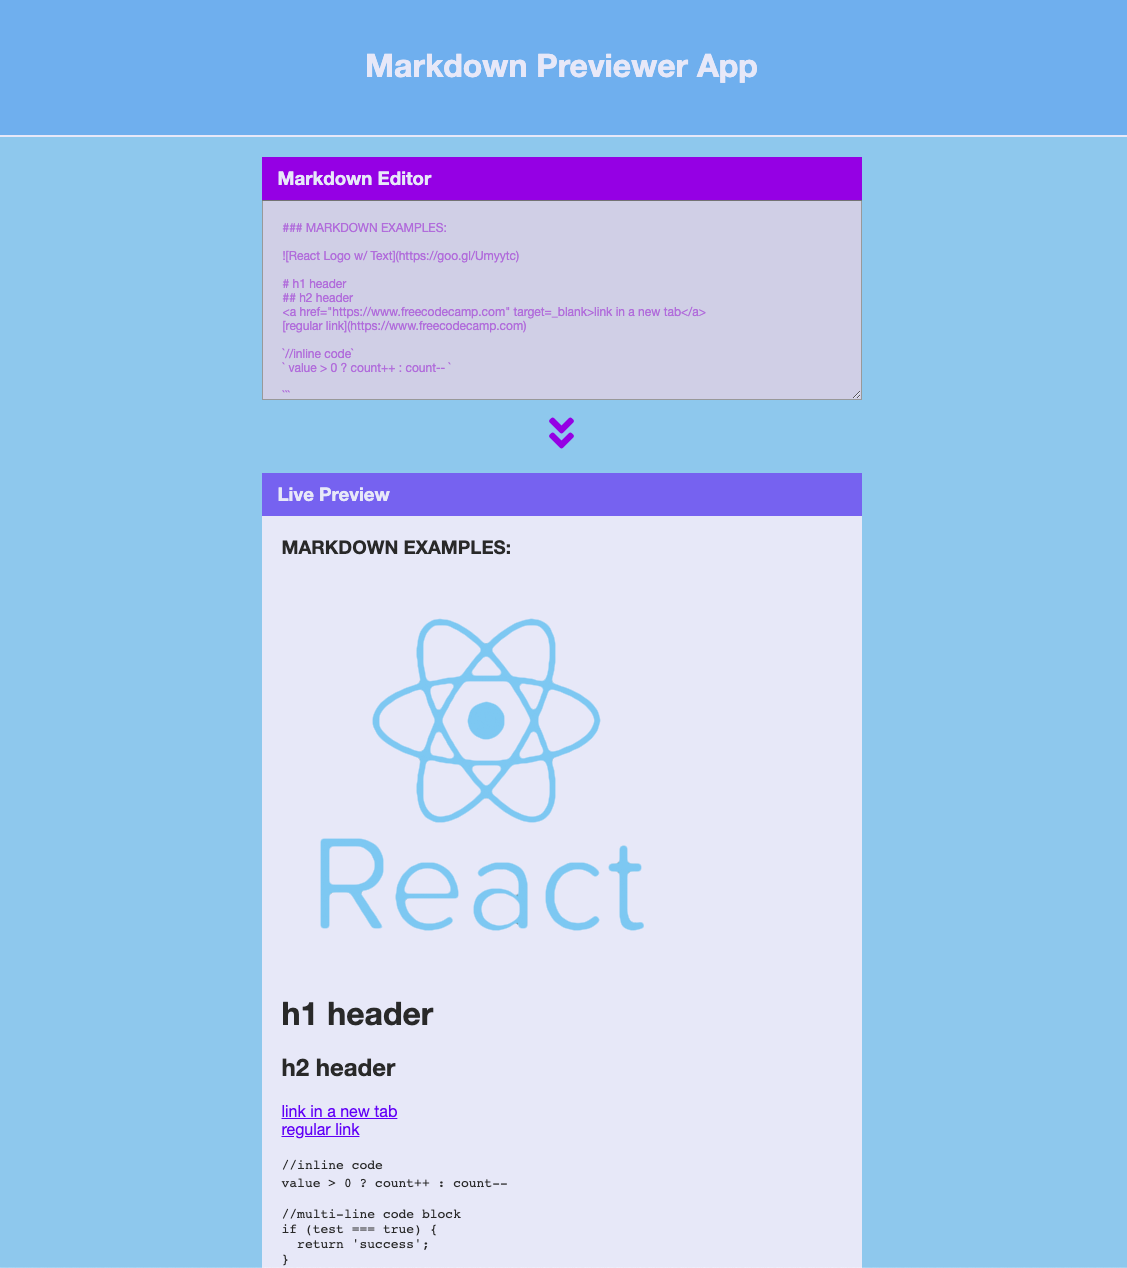 Markdown Previewer App
Markdown Editor
### MARKDOWN EXAMPLES:
![React Logo w/ Text](https://goo.gl/Umyytc)
# h1 header
## h2 header
<a href="https://www.freecodecamp.com" target=_blank>link in a new tab</a>
[regular link](https://www.freecodecamp.com)
`//inline code`
` value > 0 ? count++ : count-- `
```
Live Preview
MARKDOWN EXAMPLES:
React
h1 header
h2 header
link in a new tab
regular link
//inline code
value > 0 ? count++ : count--
//multi-line code block
if (test === true) {
  return 'success';
}